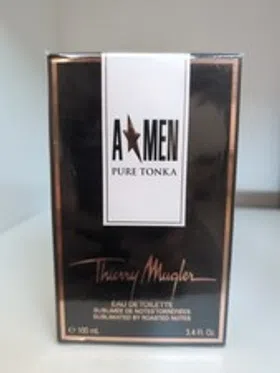 A★MEN
PURE TONKA
Thierry Mugler
EAU DE TOILETTE
SUBLIMÉE DE NOTES TORRÉFIÉES
SUBLIMATED BY ROASTED NOTES
℮ 100 mL 3.4 fl. Oz.